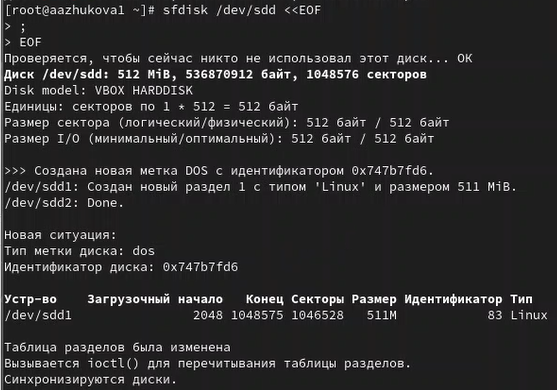 [root@aazhukova1 ~]# sfdisk /dev/sdd <<EOF
> ;
> EOF
Проверяется, чтобы сейчас никто не использовал этот диск... ОК
Диск /dev/sdd: 512 MiB, 536870912 байт, 1048576 секторов
Disk model: VBOX HARDDISK
Единицы: секторов по 1 * 512 = 512 байт
Размер сектора (логический/физический): 512 байт / 512 байт
Размер I/O (минимальный/оптимальный): 512 байт / 512 байт

>>> Создана новая метка DOS с идентификатором 0x747b7fd6.
/dev/sdd1: Создан новый раздел 1 с типом 'Linux' и размером 511 MiB.
/dev/sdd2: Done.

Новая ситуация:
Тип метки диска: dos
Идентификатор диска: 0x747b7fd6

Устр-во    Загрузочный начало   Конец Секторы Размер Идентификатор Тип
/dev/sdd1                2048 1048575 1046528   511M            83 Linux

Таблица разделов была изменена
Вызывается ioctl() для перечитывания таблицы разделов.
Синхронизируются диски.